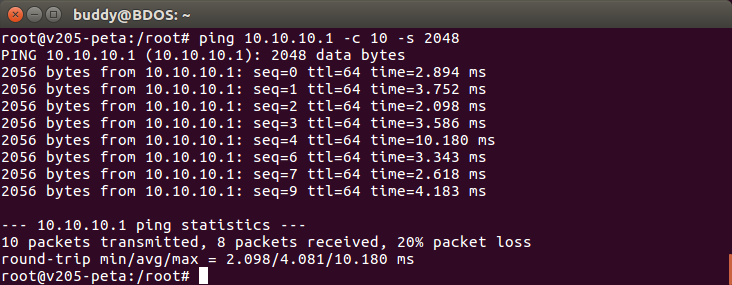 buddy@BDOS: ~
root@v205-peta:/root# ping 10.10.10.1 -c 10 -s 2048
PING 10.10.10.1 (10.10.10.1): 2048 data bytes
2056 bytes from 10.10.10.1: seq=0 ttl=64 time=2.894 ms
2056 bytes from 10.10.10.1: seq=1 ttl=64 time=3.752 ms
2056 bytes from 10.10.10.1: seq=2 ttl=64 time=2.098 ms
2056 bytes from 10.10.10.1: seq=3 ttl=64 time=3.586 ms
2056 bytes from 10.10.10.1: seq=4 ttl=64 time=10.180 ms
2056 bytes from 10.10.10.1: seq=6 ttl=64 time=3.343 ms
2056 bytes from 10.10.10.1: seq=7 ttl=64 time=2.618 ms
2056 bytes from 10.10.10.1: seq=9 ttl=64 time=4.183 ms
--- 10.10.10.1 ping statistics ---
10 packets transmitted, 8 packets received, 20% packet loss
round-trip min/avg/max = 2.098/4.081/10.180 ms
root@v205-peta:/root#